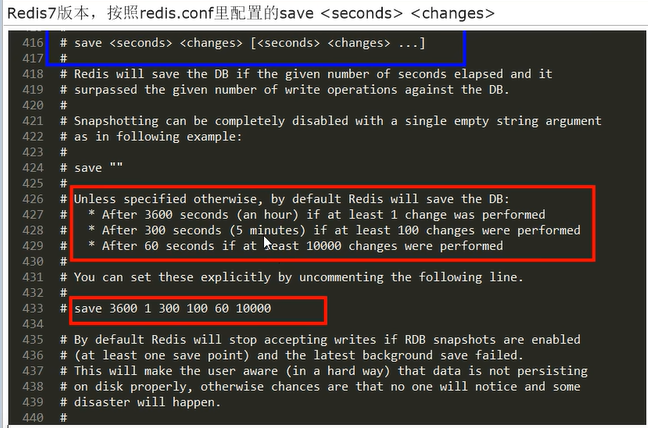 Redis7版本，按照redis.conf里配置的save <seconds> <changes>
416 # save <seconds> <changes> [<seconds> <changes> ...]
417 #
418 # Redis will save the DB if the given number of seconds elapsed and it
419 # surpassed the given number of write operations against the DB.
420 #
421 # Snapshotting can be completely disabled with a single empty string argument
422 # as in following example:
423 #
424 # save ""
425 #
426 # Unless specified otherwise, by default Redis will save the DB:
427 #   * After 3600 seconds (an hour) if at least 1 change was performed
428 #   * After 300 seconds (5 minutes) if at least 100 changes were performed
429 #   * After 60 seconds if at least 10000 changes were performed
430 #
431 # You can set these explicitly by uncommenting the following line.
432 #
433 # save 3600 1 300 100 60 10000
434
435 # By default Redis will stop accepting writes if RDB snapshots are enabled
436 # (at least one save point) and the latest background save failed.
437 # This will make the user aware (in a hard way) that data is not persisting
438 # on disk properly, otherwise chances are that no one will notice and some
439 # disaster will happen.
440 #